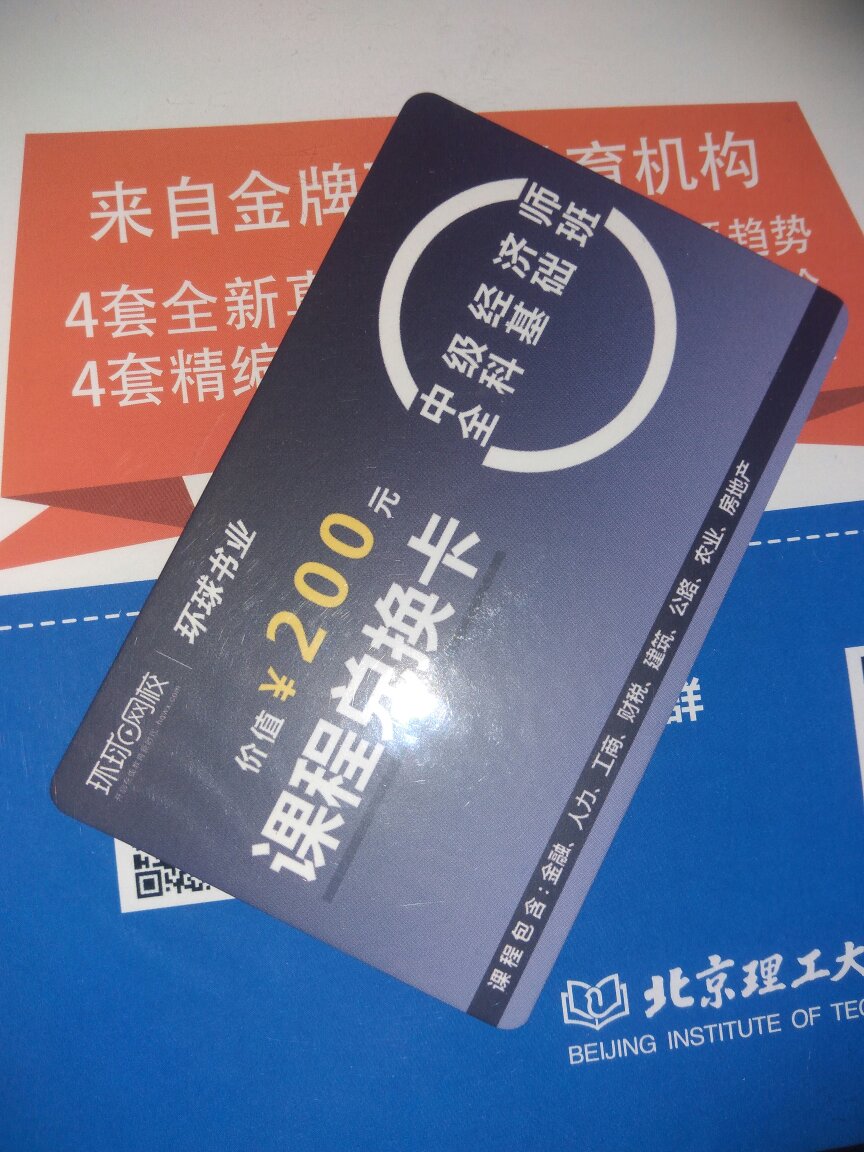 来自金牌
育机构
4套全新
趋势
4套精编
中级经济师
全科基础班
环球网校
hqwx.com
环球书业
价值¥200元
课程兑换卡
课程包含:金融、人力、工商、财税、建筑、公路、农业、房地产
群
北京理工大
BEIJING INSTITUTE OF TEC